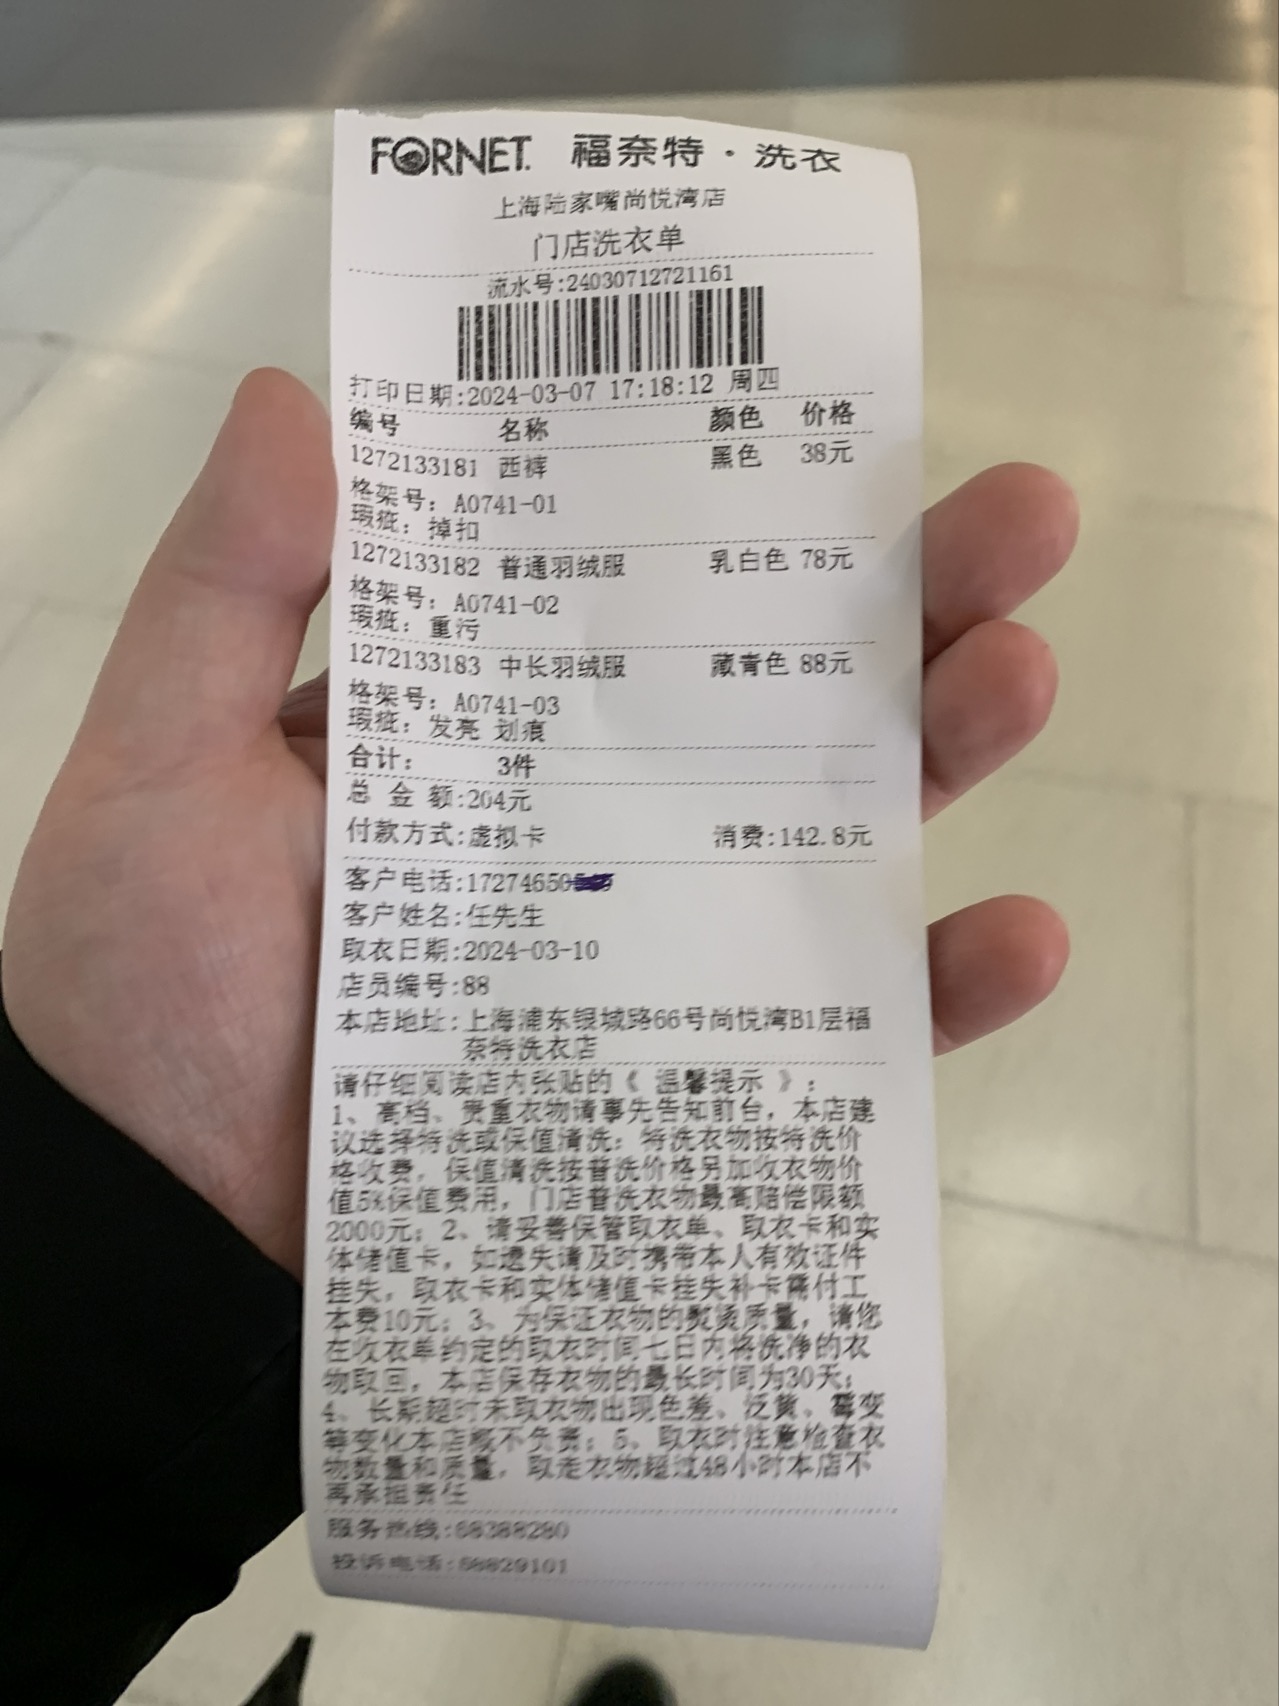 FORNET. 福奈特·洗衣
上海陆家嘴尚悦湾店
门店洗衣单
流水号:24030712721161
打印日期:2024-03-07 17:18:12 周四
编号 名称 颜色 价格
1272133181 西裤 黑色 38元
格架号: A0741-01
瑕疵: 掉扣
1272133182 普通羽绒服 乳白色 78元
格架号: A0741-02
瑕疵: 重污
1272133183 中长羽绒服 藏青色 88元
格架号: A0741-03
瑕疵: 发亮 划痕
合计: 3件
总 金 额:204元
付款方式:虚拟卡 消费:142.8元
客户电话:17274650
客户姓名:任先生
取衣日期:2024-03-10
店员编号:88
本店地址:上海浦东银城路66号尚悦湾B1层福
奈特洗衣店
请仔细阅读店内张贴的《 温馨提示 》:
1、高档、贵重衣物请事先告知前台,本店建
议选择特洗或保值清洗;特洗衣物按特洗价
格收费,保值清洗按普洗价格另加收衣物价
值5%保值费用,门店普洗衣物最高赔偿限额
2000元;2、请妥善保管取衣单、取衣卡和实
体储值卡,如遗失请及时携带本人有效证件
挂失,取衣卡和实体储值卡挂失补卡需付工
本费10元;3、为保证衣物的熨烫质量,请您
在收衣单约定的取衣时间七日内将洗净的衣
物取回,本店保存衣物的最长时间为30天;
4、长期超时未取衣物出现色差、泛黄、霉变
等变化本店概不负责;5、取衣时注意检查衣
物数量和质量,取走衣物超过48小时本店不
再承担责任
服务热线:68388280
投诉电话:58829101